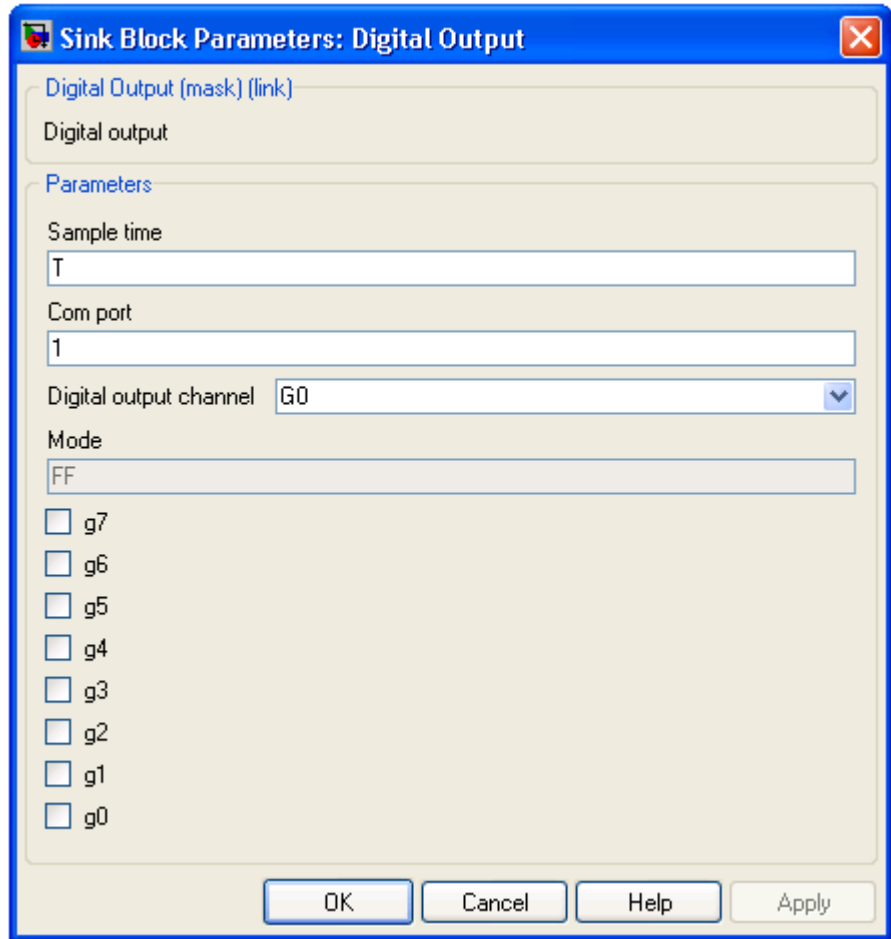 Sink Block Parameters: Digital Output
Digital Output (mask) (link)
Digital output
Parameters
Sample time
T
Com port
1
Digital output channel G0
Mode
FF
g7
g6
g5
g4
g3
g2
g1
g0
OK Cancel Help Apply